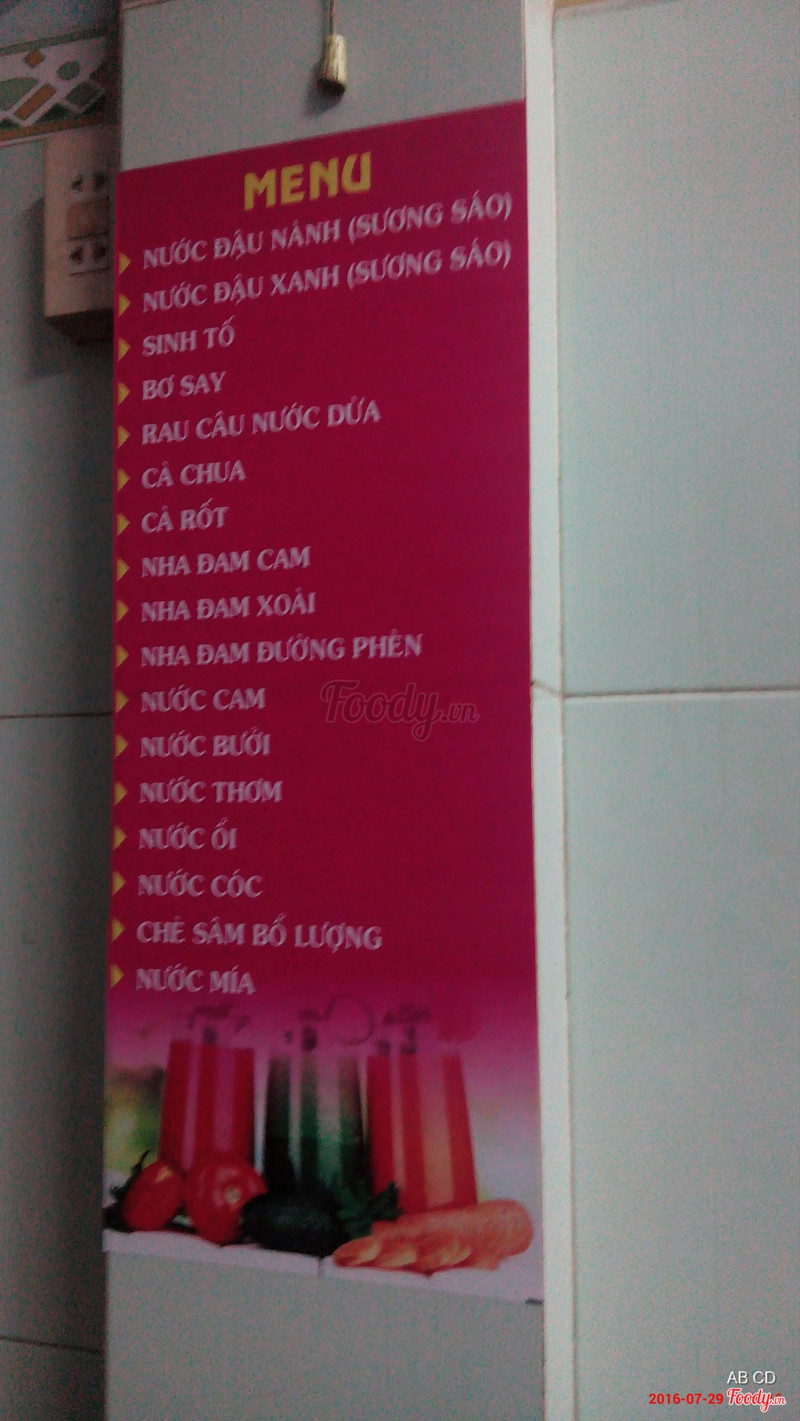 MENU
NƯỚC ĐẬU NÀNH (SƯƠNG SÁO)
NƯỚC ĐẬU XANH (SƯƠNG SÁO)
SINH TỐ
BƠ SAY
RAU CÂU NƯỚC DỪA
CÀ CHUA
CÀ RỐT
NHA ĐAM CAM
NHA ĐAM XOÀI
NHA ĐAM ĐƯỜNG PHÈN
NƯỚC CAM
Foody.vn
NƯỚC BƯỞI
NƯỚC THƠM
NƯỚC ỔI
NƯỚC CÓC
CHÈ SÂM BỔ LƯỢNG
NƯỚC MÍA
AB CD
2016-07-29 Foody.vn